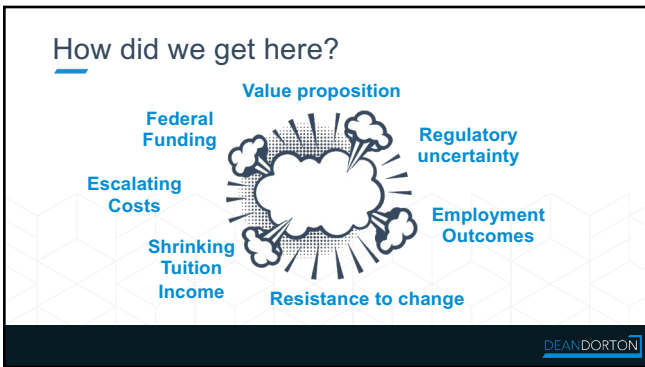 How did we get here?
Value proposition
Federal
Funding
Regulatory
uncertainty
Escalating
Costs
Employment
Outcomes
Shrinking
Tuition
Income
Resistance to change
DEANDORTON